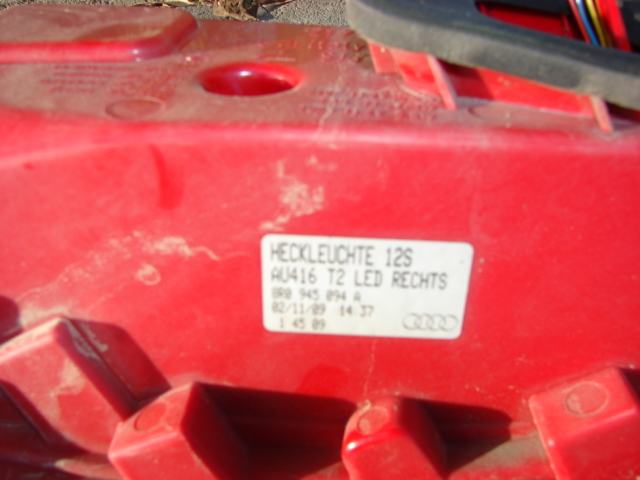 HECKLEUCHTE 12S
AU416 T2 LED RECHTS
8R0 945 094 A
02/11/09 14:37
1 45 09